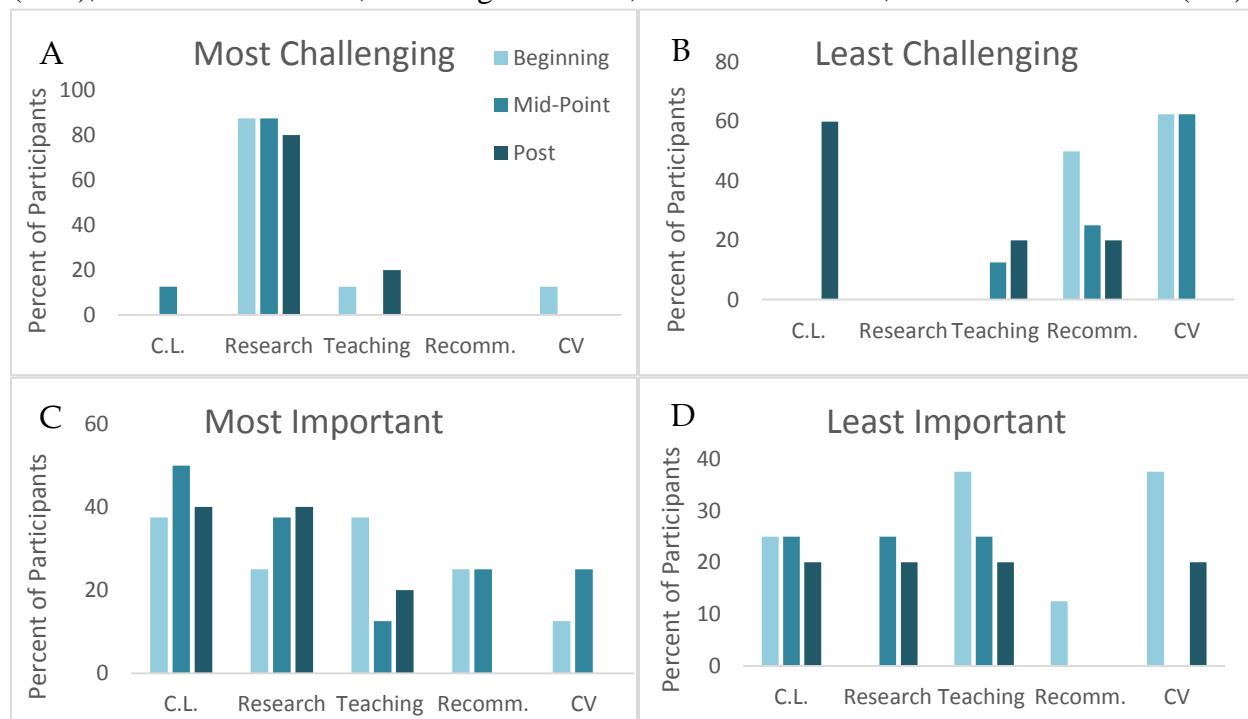 A
Most Challenging
Beginning
Mid-Point
Post
Percent of Participants
100
80
60
40
20
0
C.L. Research Teaching Recomm. CV
B
Least Challenging
Percent of Participants
80
60
40
20
0
C.L. Research Teaching Recomm. CV
C
Most Important
Percent of Participants
60
40
20
0
C.L. Research Teaching Recomm. CV
D
Least Important
Percent of Participants
40
30
20
10
0
C.L. Research Teaching Recomm. CV